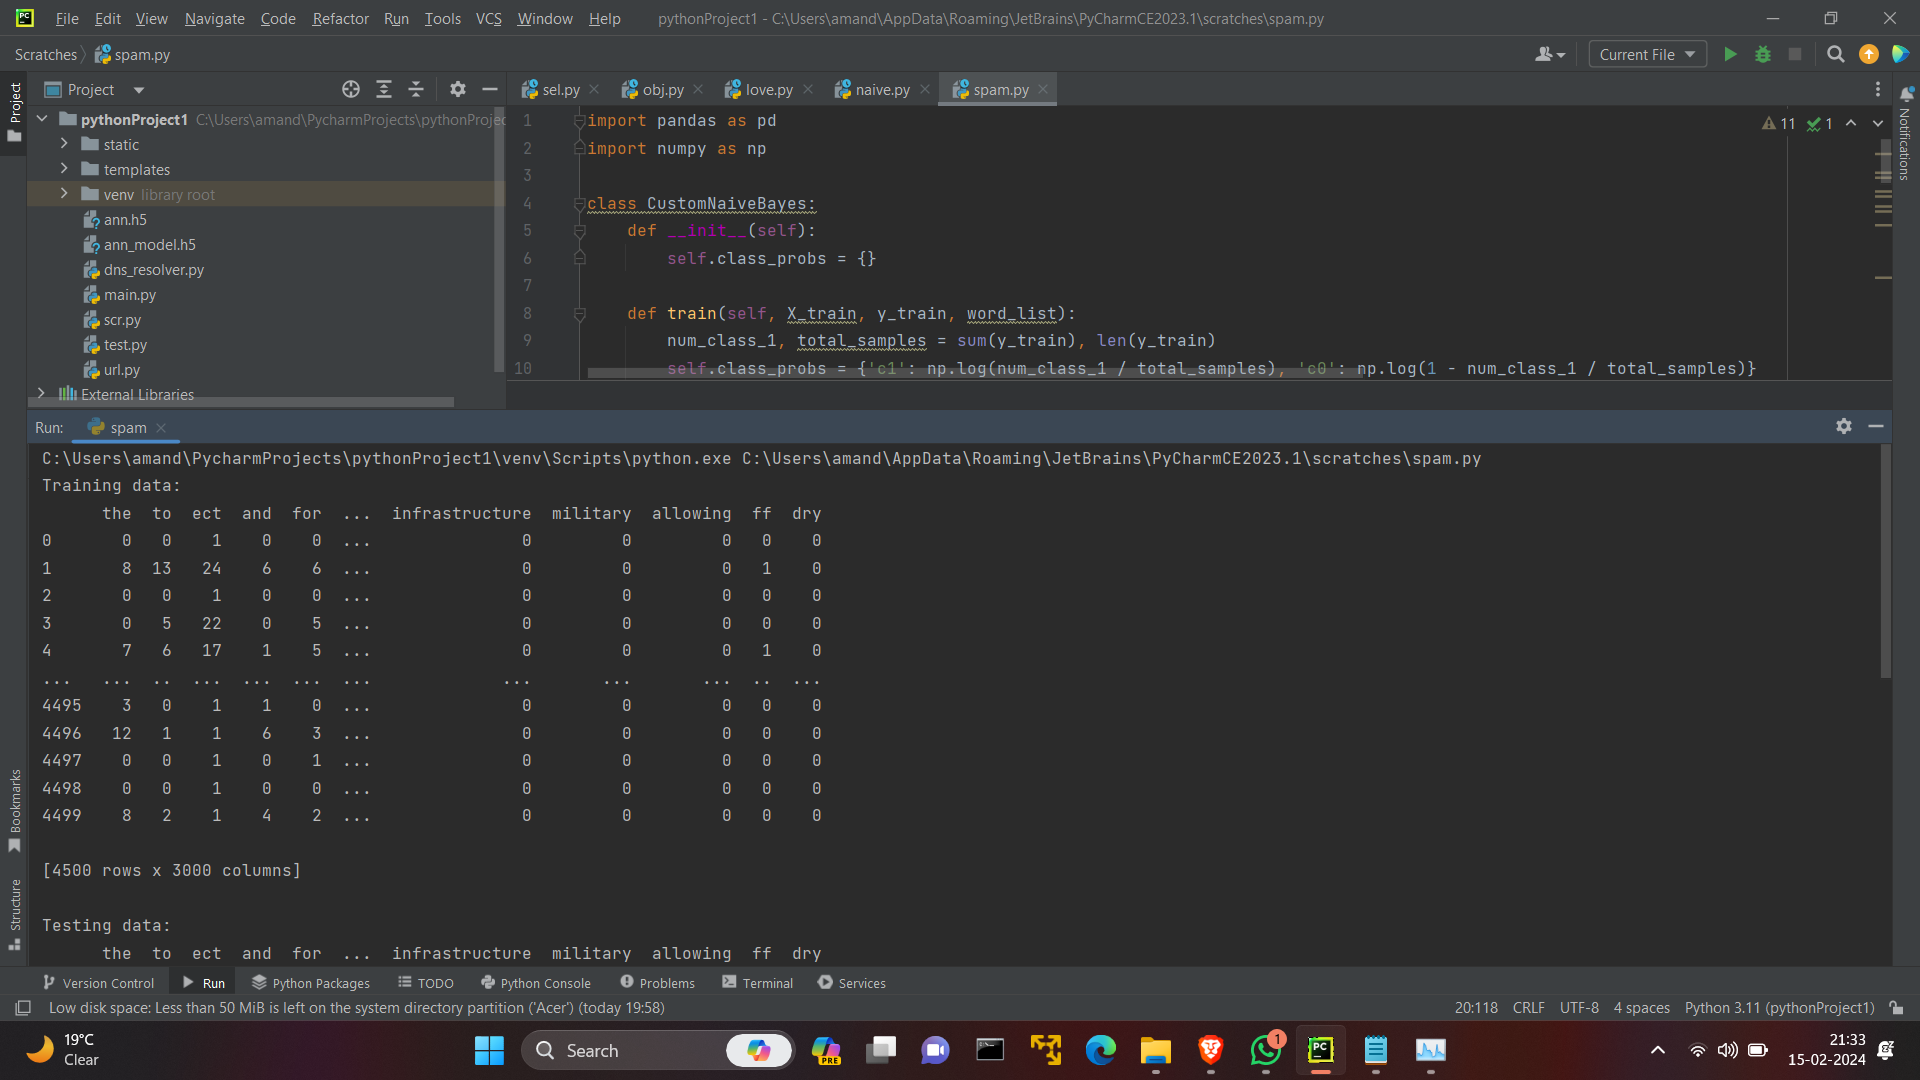 File Edit View Navigate Code Refactor Run Tools VCS Window Help pythonProject1 - C:\Users\amand\AppData\Roaming\JetBrains\PyCharmCE2023.1\scratches\spam.py
Scratches spam.py Current File
Project
Project
pythonProject1 C:\Users\amand\PycharmProjects\pythonProjec
static
templates
venv library root
ann.h5
ann_model.h5
dns_resolver.py
main.py
scr.py
test.py
url.py
External Libraries
sel.py obj.py love.py naive.py spam.py
11 1
1 import pandas as pd
2 import numpy as np
3
4 class CustomNaiveBayes:
5 def __init__(self):
6 self.class_probs = {}
7
8 def train(self, X_train, y_train, word_list):
9 num_class_1, total_samples = sum(y_train), len(y_train)
10 self.class_probs = {'c1': np.log(num_class_1 / total_samples), 'c0': np.log(1 - num_class_1 / total_samples)}
Notifications
Run: spam
C:\Users\amand\PycharmProjects\pythonProject1\venv\Scripts\python.exe C:\Users\amand\AppData\Roaming\JetBrains\PyCharmCE2023.1\scratches\spam.py
Training data:
the to ect and for ... infrastructure military allowing ff dry
0 0 0 1 0 0 ... 0 0 0 0 0
1 8 13 24 6 6 ... 0 0 0 1 0
2 0 0 1 0 0 ... 0 0 0 0 0
3 0 5 22 0 5 ... 0 0 0 0 0
4 7 6 17 1 5 ... 0 0 0 1 0
... ... .. ... ... ... ... ... ... ... .. ...
4495 3 0 1 1 0 ... 0 0 0 0 0
4496 12 1 1 6 3 ... 0 0 0 0 0
4497 0 0 1 0 1 ... 0 0 0 0 0
4498 0 0 1 0 0 ... 0 0 0 0 0
4499 8 2 1 4 2 ... 0 0 0 0 0
[4500 rows x 3000 columns]
Testing data:
the to ect and for ... infrastructure military allowing ff dry
Bookmarks
Structure
Version Control Run Python Packages TODO Python Console Problems Terminal Services
Low disk space: Less than 50 MiB is left on the system directory partition ('Acer') (today 19:58) 20:118 CRLF UTF-8 4 spaces Python 3.11 (pythonProject1)
19°C
Clear
Search
PRE
1
PC
21:33
15-02-2024